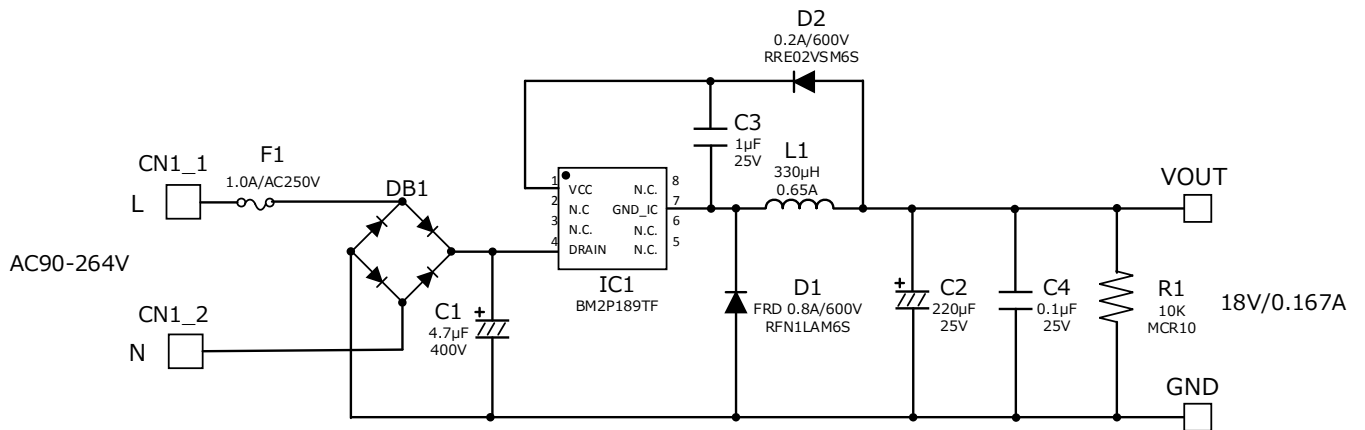 D2
0.2A/600V
RRE02VSM6S
C3
1µF
25V
L1
330µH
0.65A
CN1_1
F1
1.0A/AC250V
L
DB1
1
VCC
N.C.
8
2
N.C
GND_IC
7
3
N.C.
N.C.
6
4
DRAIN
N.C.
5
IC1
BM2P189TF
VOUT
AC90-264V
CN1_2
N
C1
+
4.7µF
400V
D1
FRD 0.8A/600V
RFN1LAM6S
+
C2
220µF
25V
C4
0.1µF
25V
R1
10K
MCR10
18V/0.167A
GND